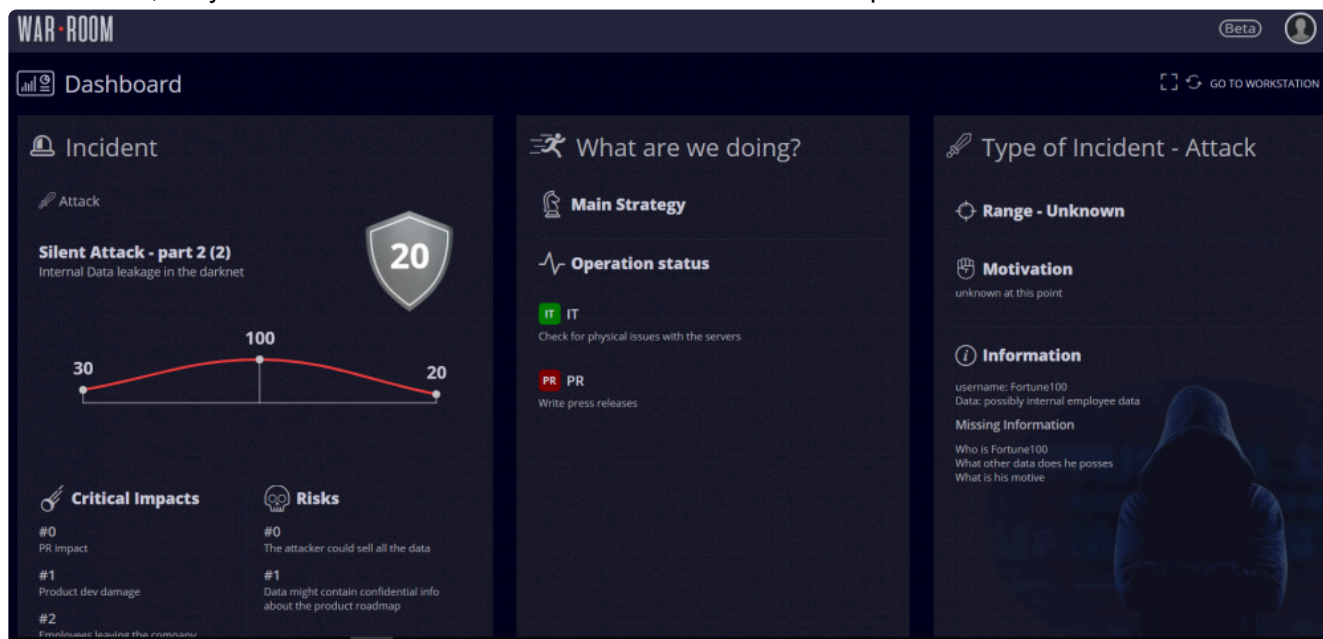 WAR·ROOM
Beta
Dashboard
GO TO WORKSTATION
Incident
Attack
Silent Attack - part 2 (2)
Internal Data leakage in the darknet
20
30
100
20
Critical Impacts
#0
PR impact
#1
Product dev damage
#2
Employees leaving the company
Risks
#0
The attacker could sell all the data
#1
Data might contain confidential info
about the product roadmap
What are we doing?
Main Strategy
Operation status
IT IT
Check for physical issues with the servers
PR PR
Write press releases
Type of Incident - Attack
Range - Unknown
Motivation
unknown at this point
Information
username: Fortune100
Data: possibly internal employee data
Missing Information
Who is Fortune100
What other data does he posses
What is his motive